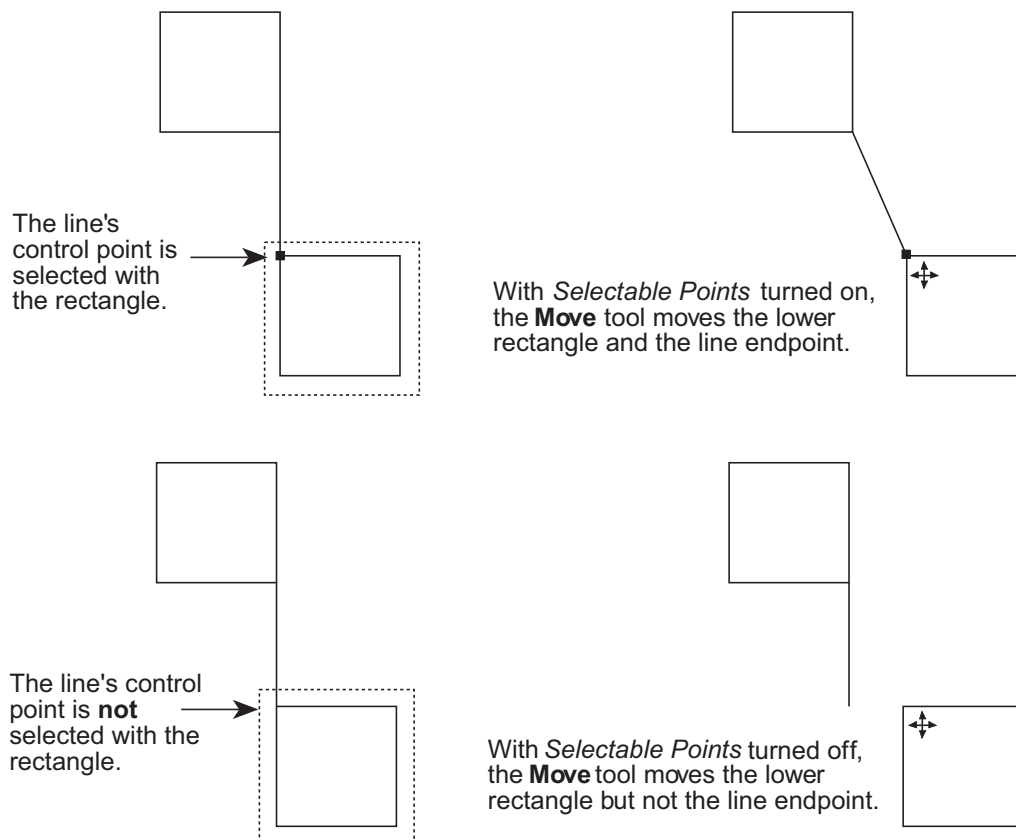 The line's
control point is
selected with
the rectangle.
With Selectable Points turned on,
the Move tool moves the lower
rectangle and the line endpoint.
The line's control
point is not
selected with the
rectangle.
With Selectable Points turned off,
the Move tool moves the lower
rectangle but not the line endpoint.